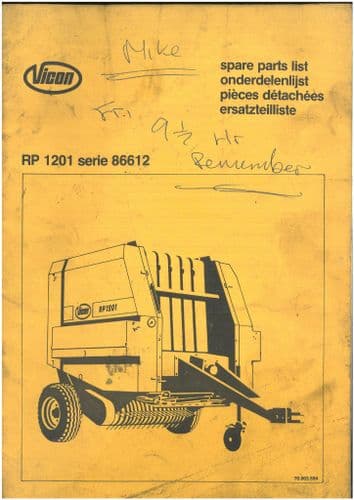 Vicon
Mike
Fri
9½ Hr
Remember
spare parts list
onderdelenlijst
pièces détachées
ersatzteilliste
RP 1201 serie 86612
Vicon
RP1201